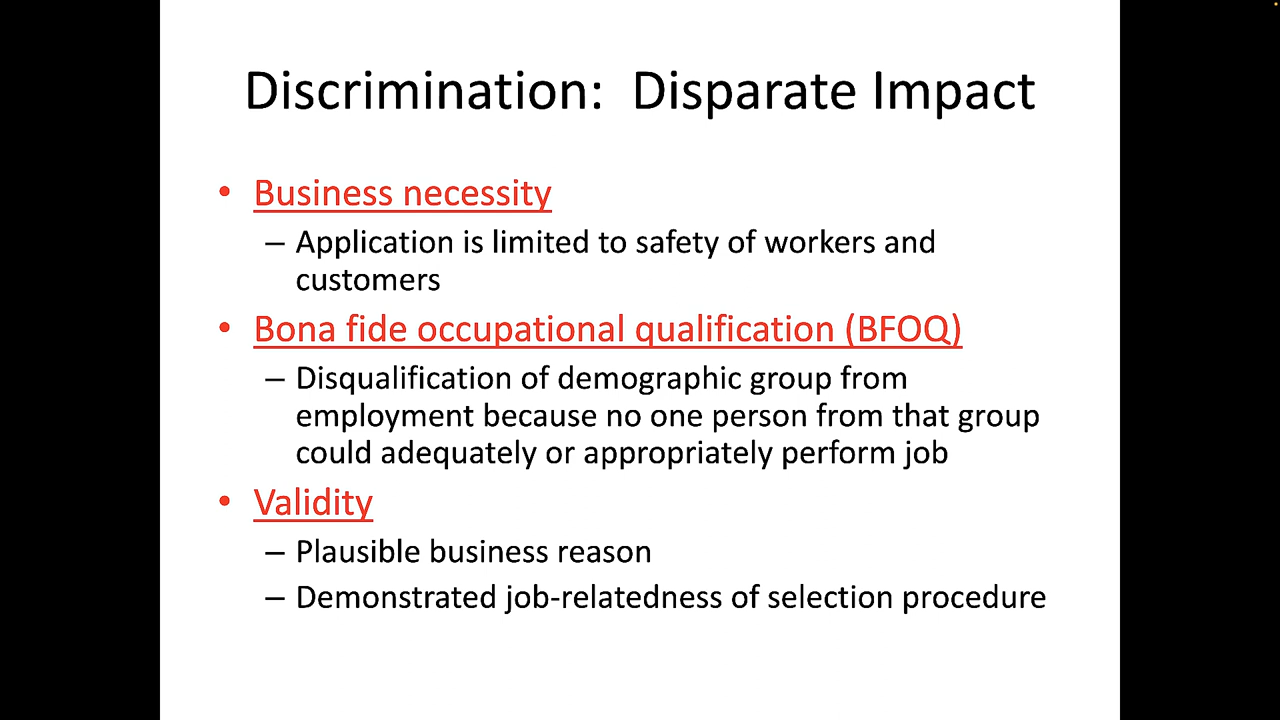 Discrimination: Disparate Impact
• Business necessity
– Application is limited to safety of workers and
customers
• Bona fide occupational qualification (BFOQ)
– Disqualification of demographic group from
employment because no one person from that group
could adequately or appropriately perform job
• Validity
– Plausible business reason
– Demonstrated job-relatedness of selection procedure